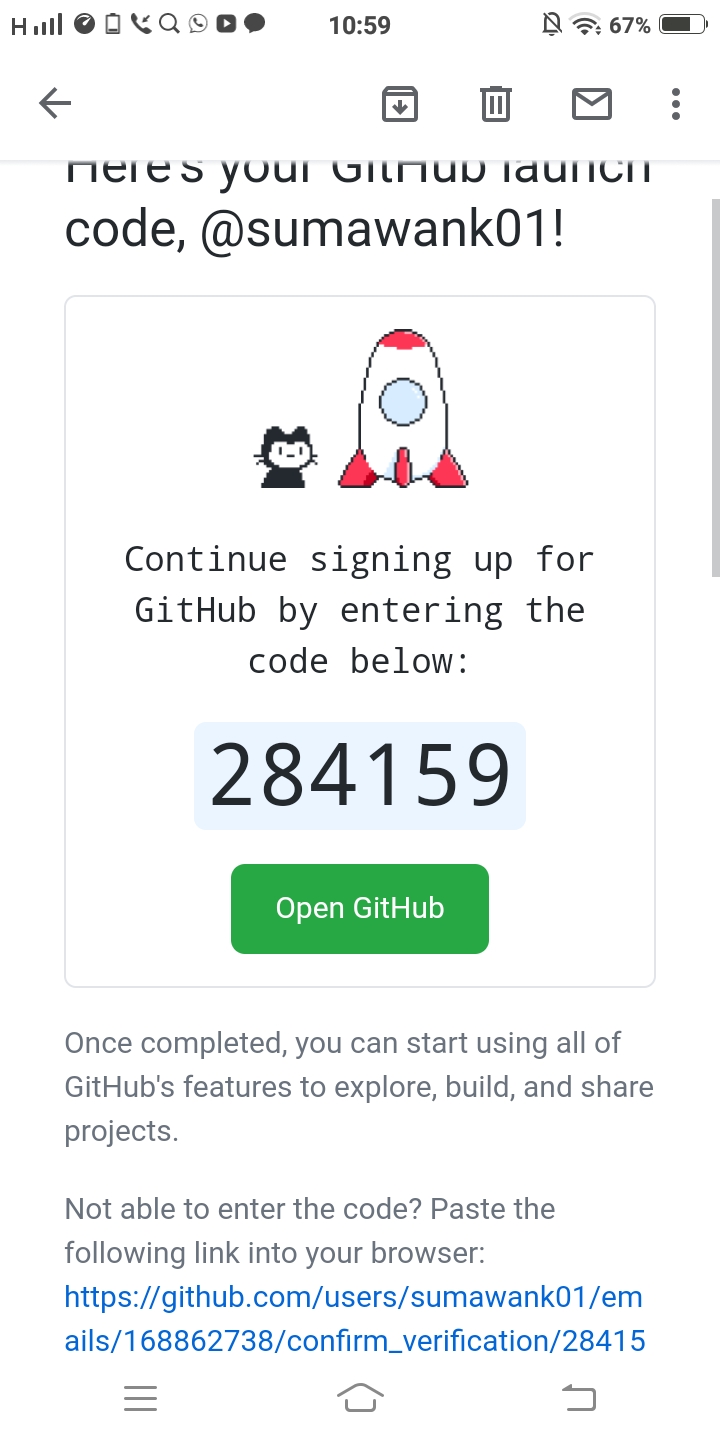 H 10:59 67%
Here's your GitHub launch
code, @sumawank01!
Continue signing up for
GitHub by entering the
code below:
284159
Open GitHub
Once completed, you can start using all of
GitHub's features to explore, build, and share
projects.
Not able to enter the code? Paste the
following link into your browser:
https://github.com/users/sumawank01/em
ails/168862738/confirm_verification/28415